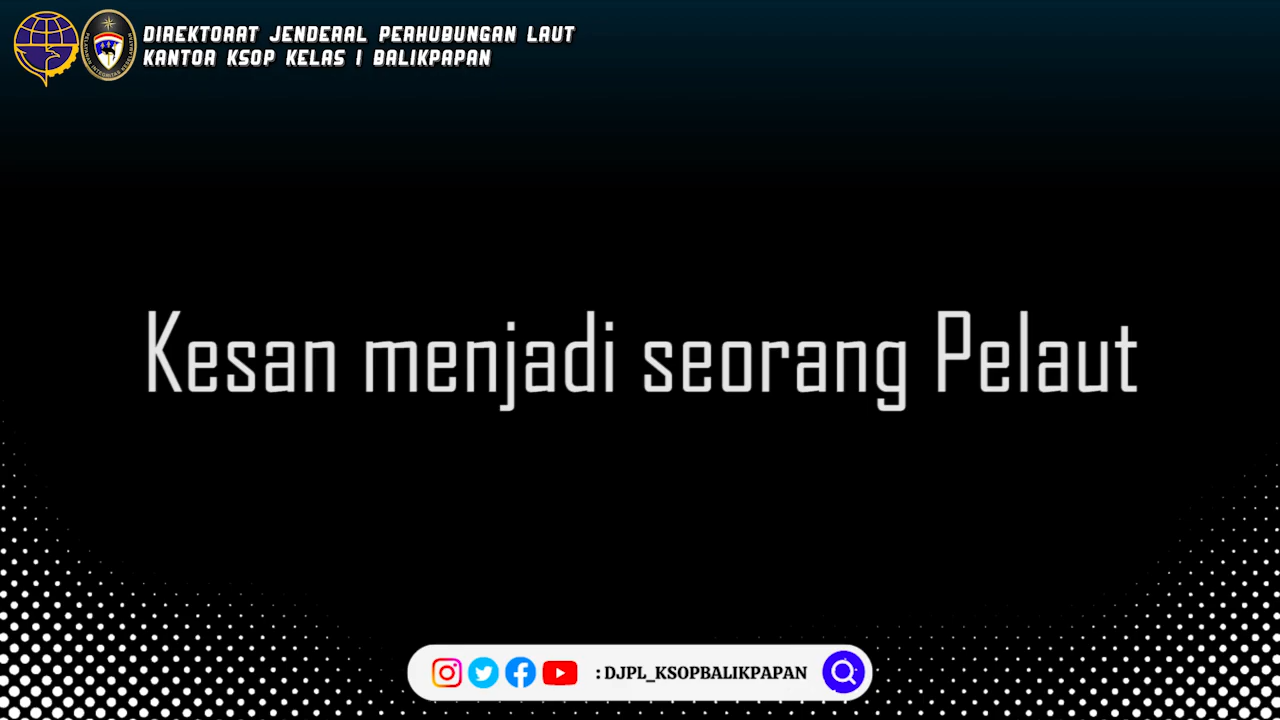 DIREKTORAT JENDERAL PERHUBUNGAN LAUT
KANTOR KSOP KELAS I BALIKPAPAN
Kesan menjadi seorang Pelaut
: DJPL_KSOPBALIKPAPAN